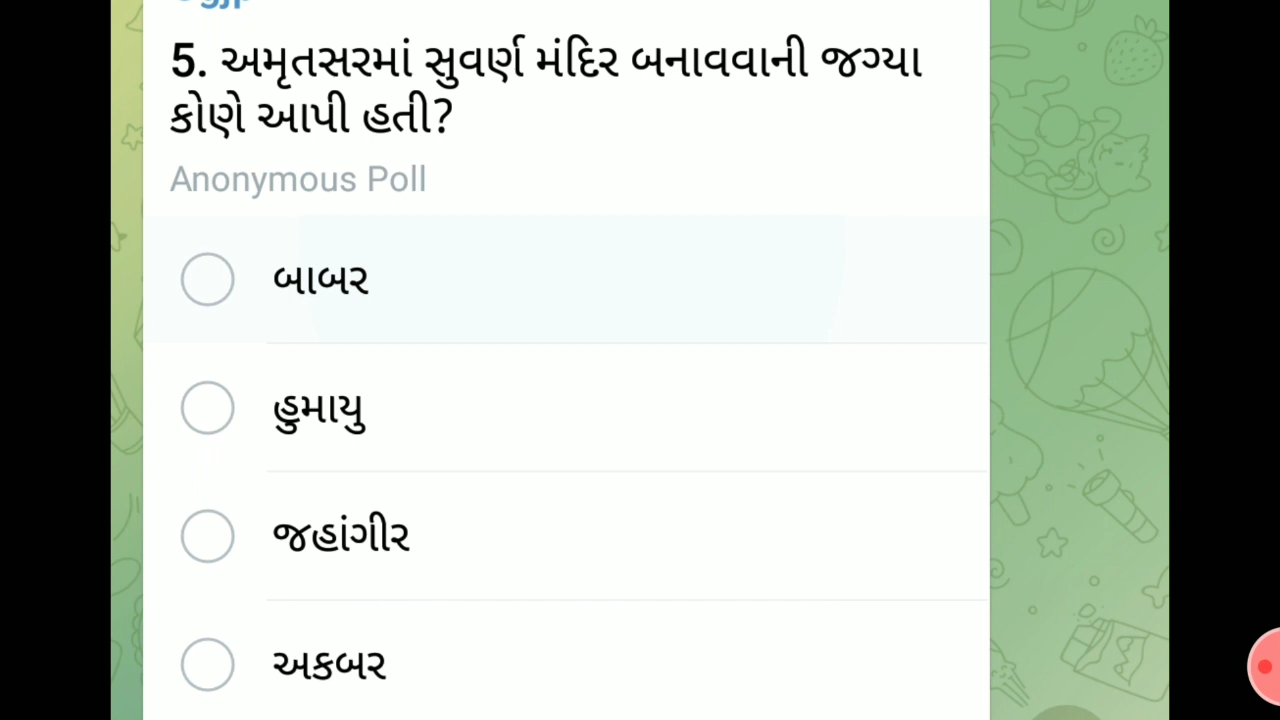 5. અમૃતસરમાં સુવર્ણ મંદિર બનાવવાની જગ્યા
કોણે આપી હતી?
Anonymous Poll
બાબર
હુમાયુ
જહાંગીર
અકબર